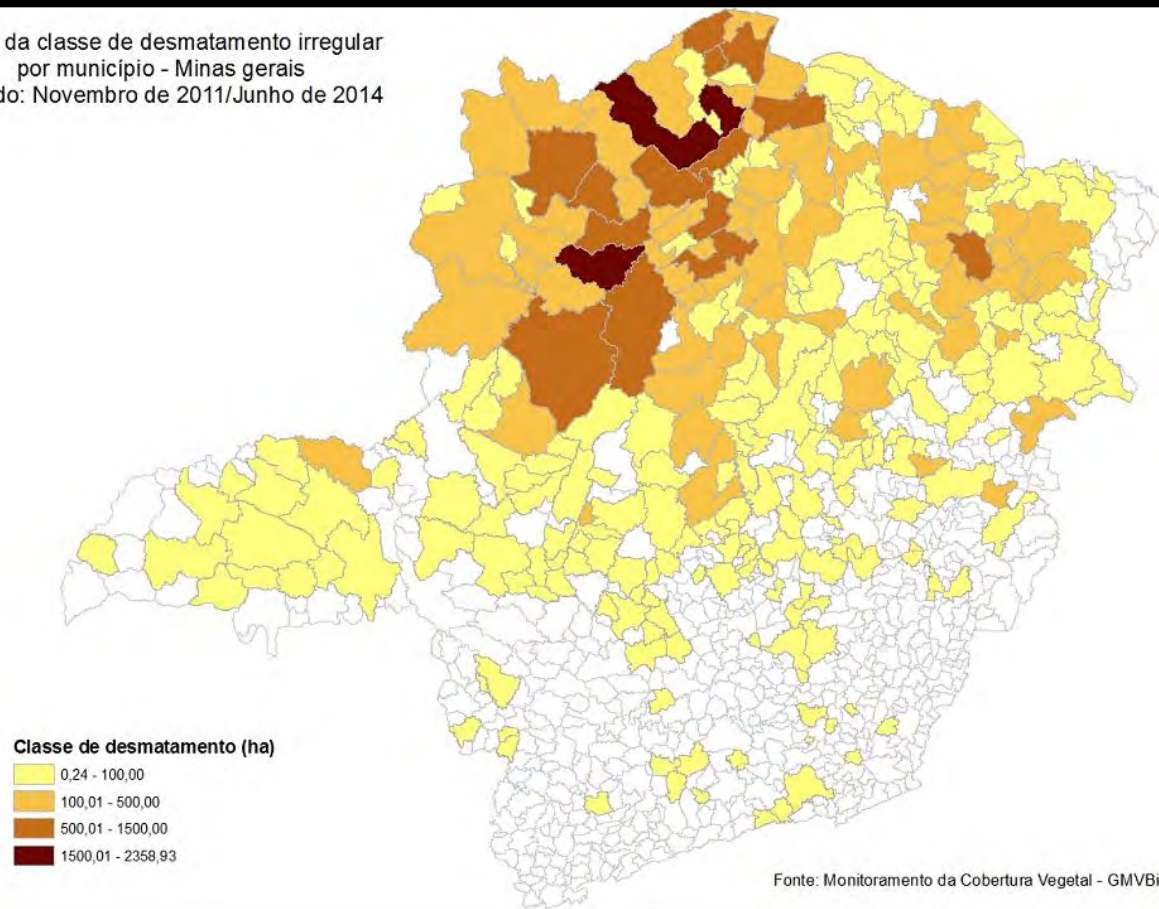 da classe de desmatamento irregular
por município - Minas gerais
do: Novembro de 2011/Junho de 2014
Classe de desmatamento (ha)
0,24 - 100,00
100,01 - 500,00
500,01 - 1500,00
1500,01 - 2358,93
Fonte: Monitoramento da Cobertura Vegetal - GMVBi